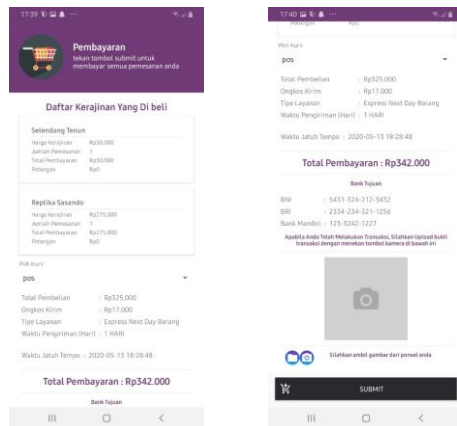 17:39
Pembayaran
tekan tombol submit untuk
membayar semua pemesanan anda
Daftar Kerajinan Yang Di beli
Selendang Tenun
Harga Kerajinan Rp50.000
Jumlah Pemesanan 1
Total Pembayaran Rp50.000
Potongan Rp0
Replika Sasando
Harga Kerajinan Rp275.000
Jumlah Pemesanan 1
Total Pembayaran Rp275.000
Potongan Rp0
Pilih Kurir
pos
Total Pembelian : Rp325.000
Ongkos Kirim : Rp17.000
Tipe Layanan : Express Next Day Barang
Waktu Pengiriman (Hari) : 1 HARI
Waktu Jatuh Tempo : 2020-05-13 18:28:48
Total Pembayaran : Rp342.000
Bank Tujuan
17:40
Potongan Rp0
Pilih Kurir
pos
Total Pembelian : Rp325.000
Ongkos Kirim : Rp17.000
Tipe Layanan : Express Next Day Barang
Waktu Pengiriman (Hari) : 1 HARI
Waktu Jatuh Tempo : 2020-05-13 18:28:48
Total Pembayaran : Rp342.000
Bank Tujuan
BNI : 5431-324-212-3432
BRI : 2334-234-321-1256
Bank Mandiri : 123-3242-1227
Apabila Anda Telah Melakukan Transaksi, Silahkan Upload bukti
transaksi dengan menekan tombol kamera di bawah ini
Silahkan ambil gambar dari ponsel anda
SUBMIT